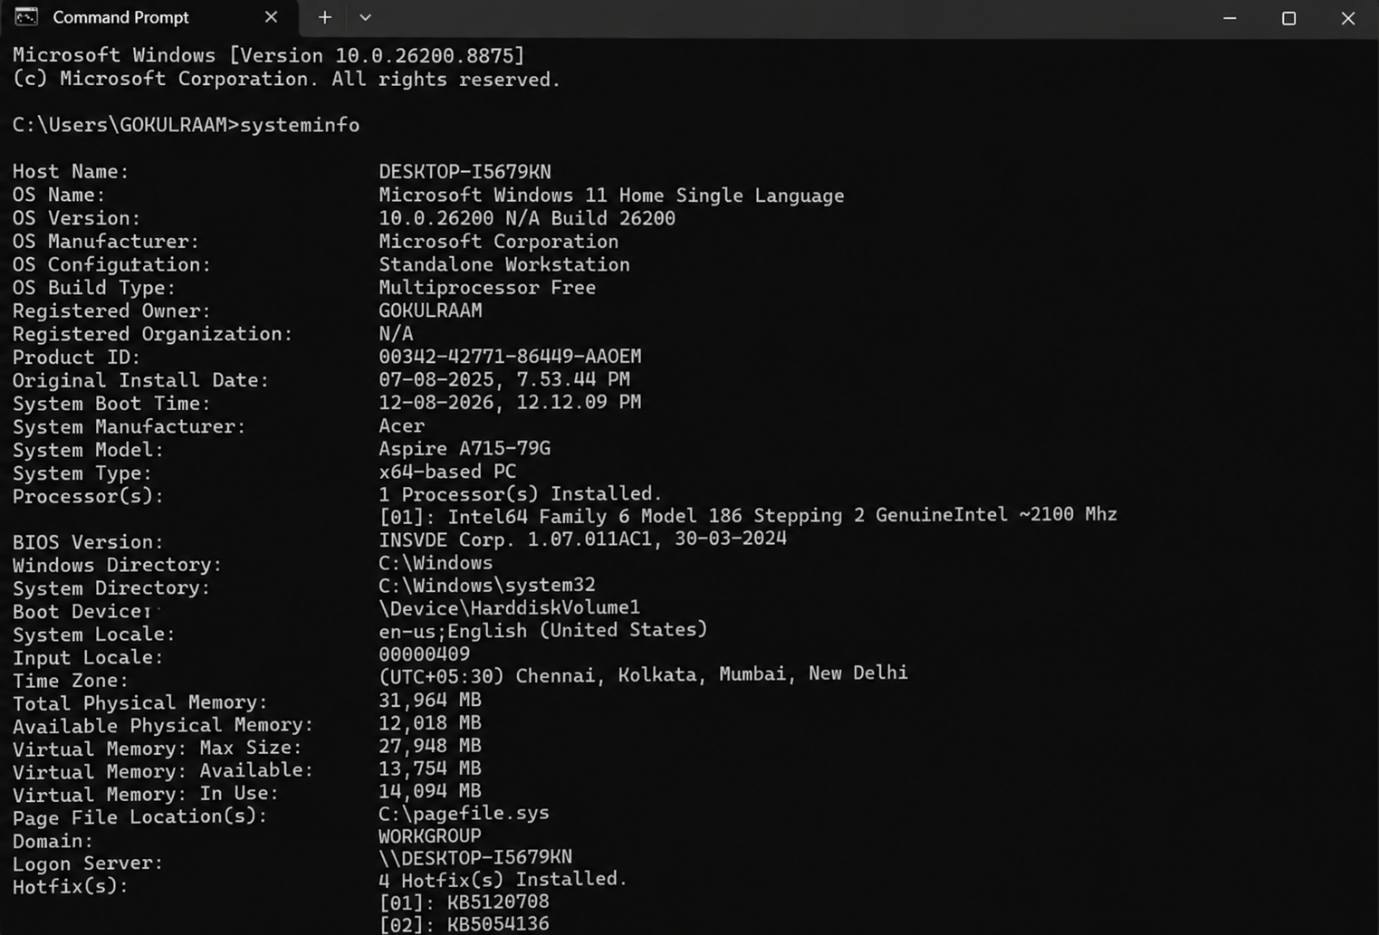 Command Prompt
Microsoft Windows [Version 10.0.26200.8875]
(c) Microsoft Corporation. All rights reserved.
C:\Users\GOKULRAAM>systeminfo
Host Name: DESKTOP-I5679KN
OS Name: Microsoft Windows 11 Home Single Language
OS Version: 10.0.26200 N/A Build 26200
OS Manufacturer: Microsoft Corporation
OS Configutation: Standalone Workstation
OS Build Type: Multiprocessor Free
Registered Owner: GOKULRAAM
Registered Organization: N/A
Product ID: 00342-42771-86449-AAOEM
Original Install Date: 07-08-2025, 7.53.44 PM
System Boot Time: 12-08-2026, 12.12.09 PM
System Manufacturer: Acer
System Model: Aspire A715-79G
System Type: x64-based PC
Processor(s): 1 Processor(s) Installed.
[01]: Intel64 Family 6 Model 186 Stepping 2 GenuineIntel ~2100 Mhz
BIOS Version: INSVDE Corp. 1.07.011AC1, 30-03-2024
Windows Directory: C:\Windows
System Directory: C:\Windows\system32
Boot Device: \Device\HarddiskVolume1
System Locale: en-us;English (United States)
Input Locale: 00000409
Time Zone: (UTC+05:30) Chennai, Kolkata, Mumbai, New Delhi
Total Physical Memory: 31,964 MB
Available Physical Memory: 12,018 MB
Virtual Memory: Max Size: 27,948 MB
Virtual Memory: Available: 13,754 MB
Virtual Memory: In Use: 14,094 MB
Page File Location(s): C:\pagefile.sys
Domain: WORKGROUP
Logon Server: \\DESKTOP-I5679KN
Hotfix(s): 4 Hotfix(s) Installed.
[01]: KB5120708
[02]: KB5054136